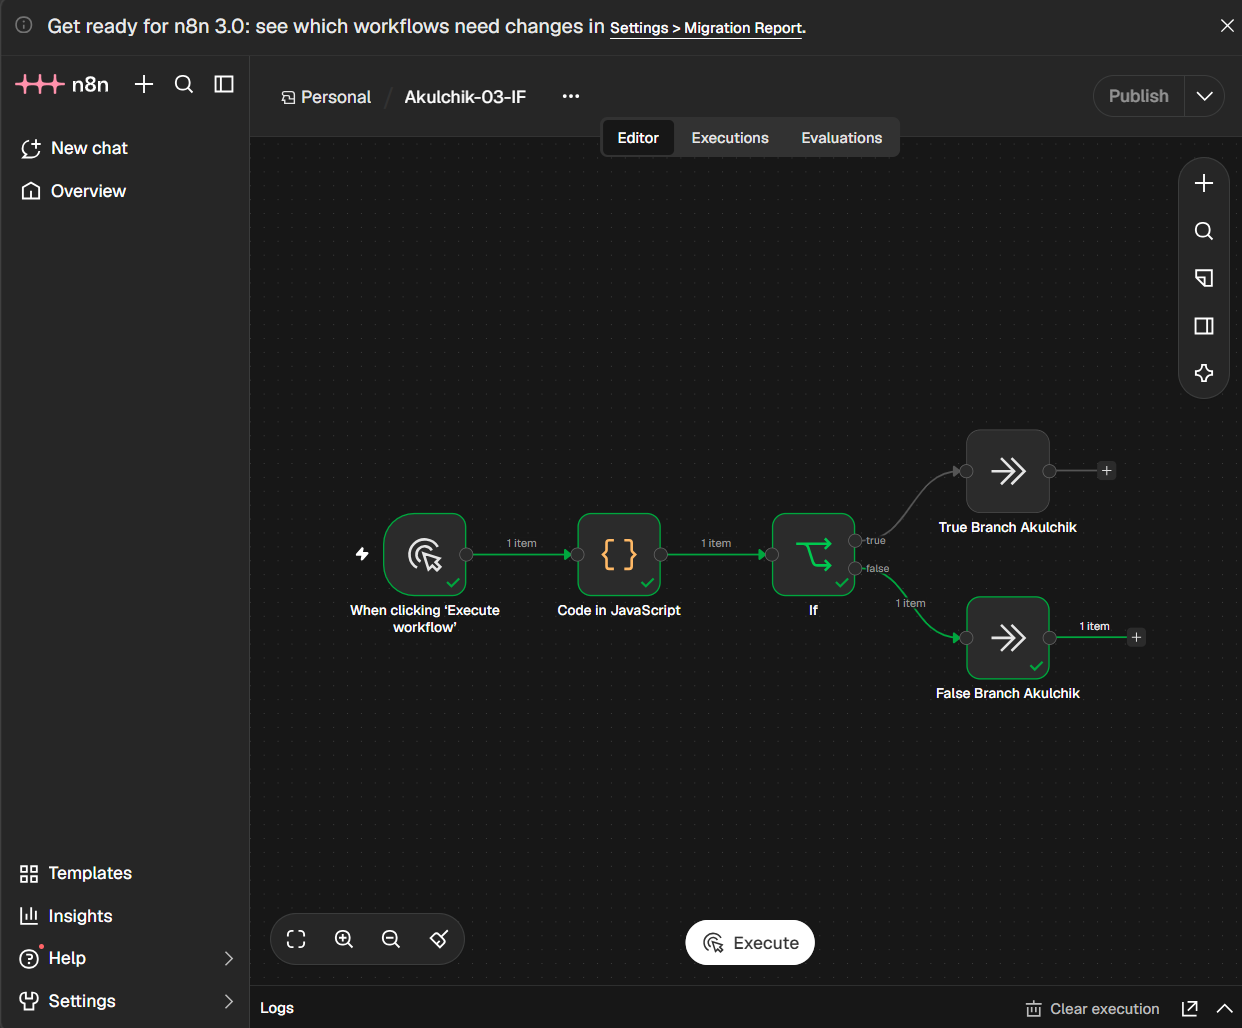 Get ready for n8n 3.0: see which workflows need changes in Settings > Migration Report.
n8n
Personal / Akulchik-03-IF
Publish
Editor Executions Evaluations
New chat
Overview
True Branch Akulchik
1 item
1 item
true
false
1 item
When clicking ‘Execute
workflow’
Code in JavaScript
If
1 item
False Branch Akulchik
Templates
Insights
Help
Settings
Execute
Logs
Clear execution